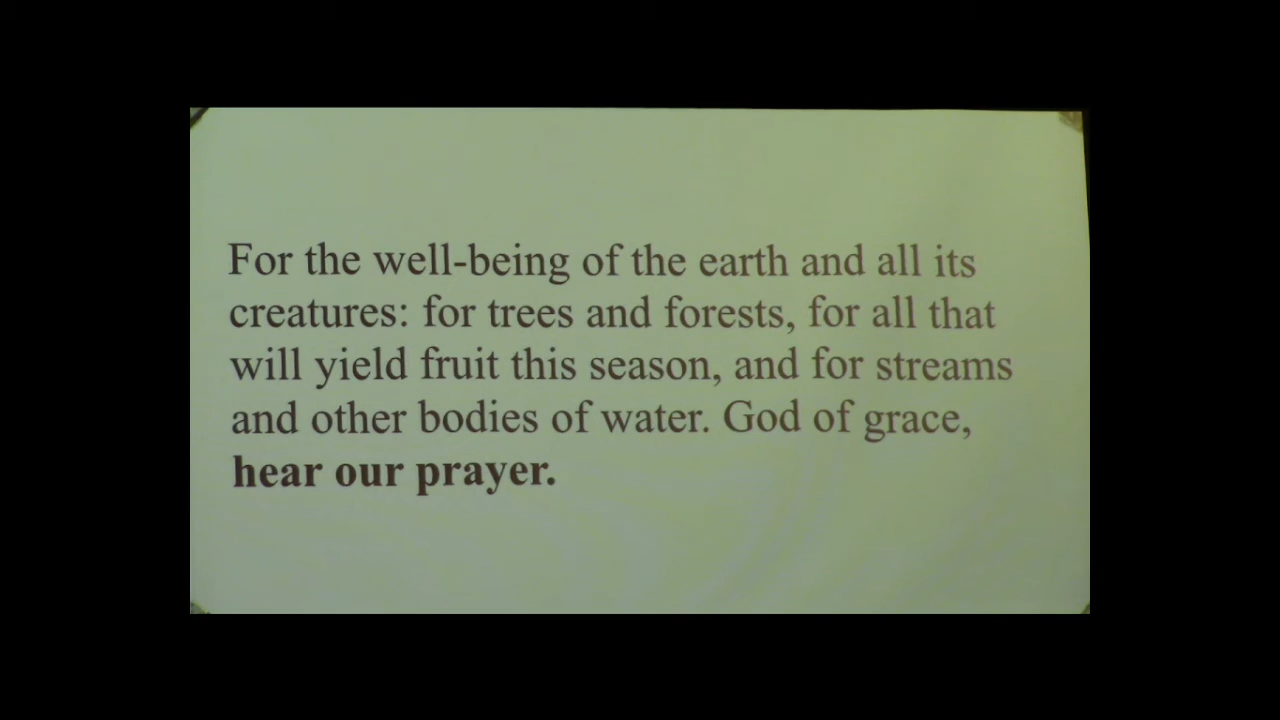 For the well-being of the earth and all its
creatures: for trees and forests, for all that
will yield fruit this season, and for streams
and other bodies of water. God of grace,
hear our prayer.